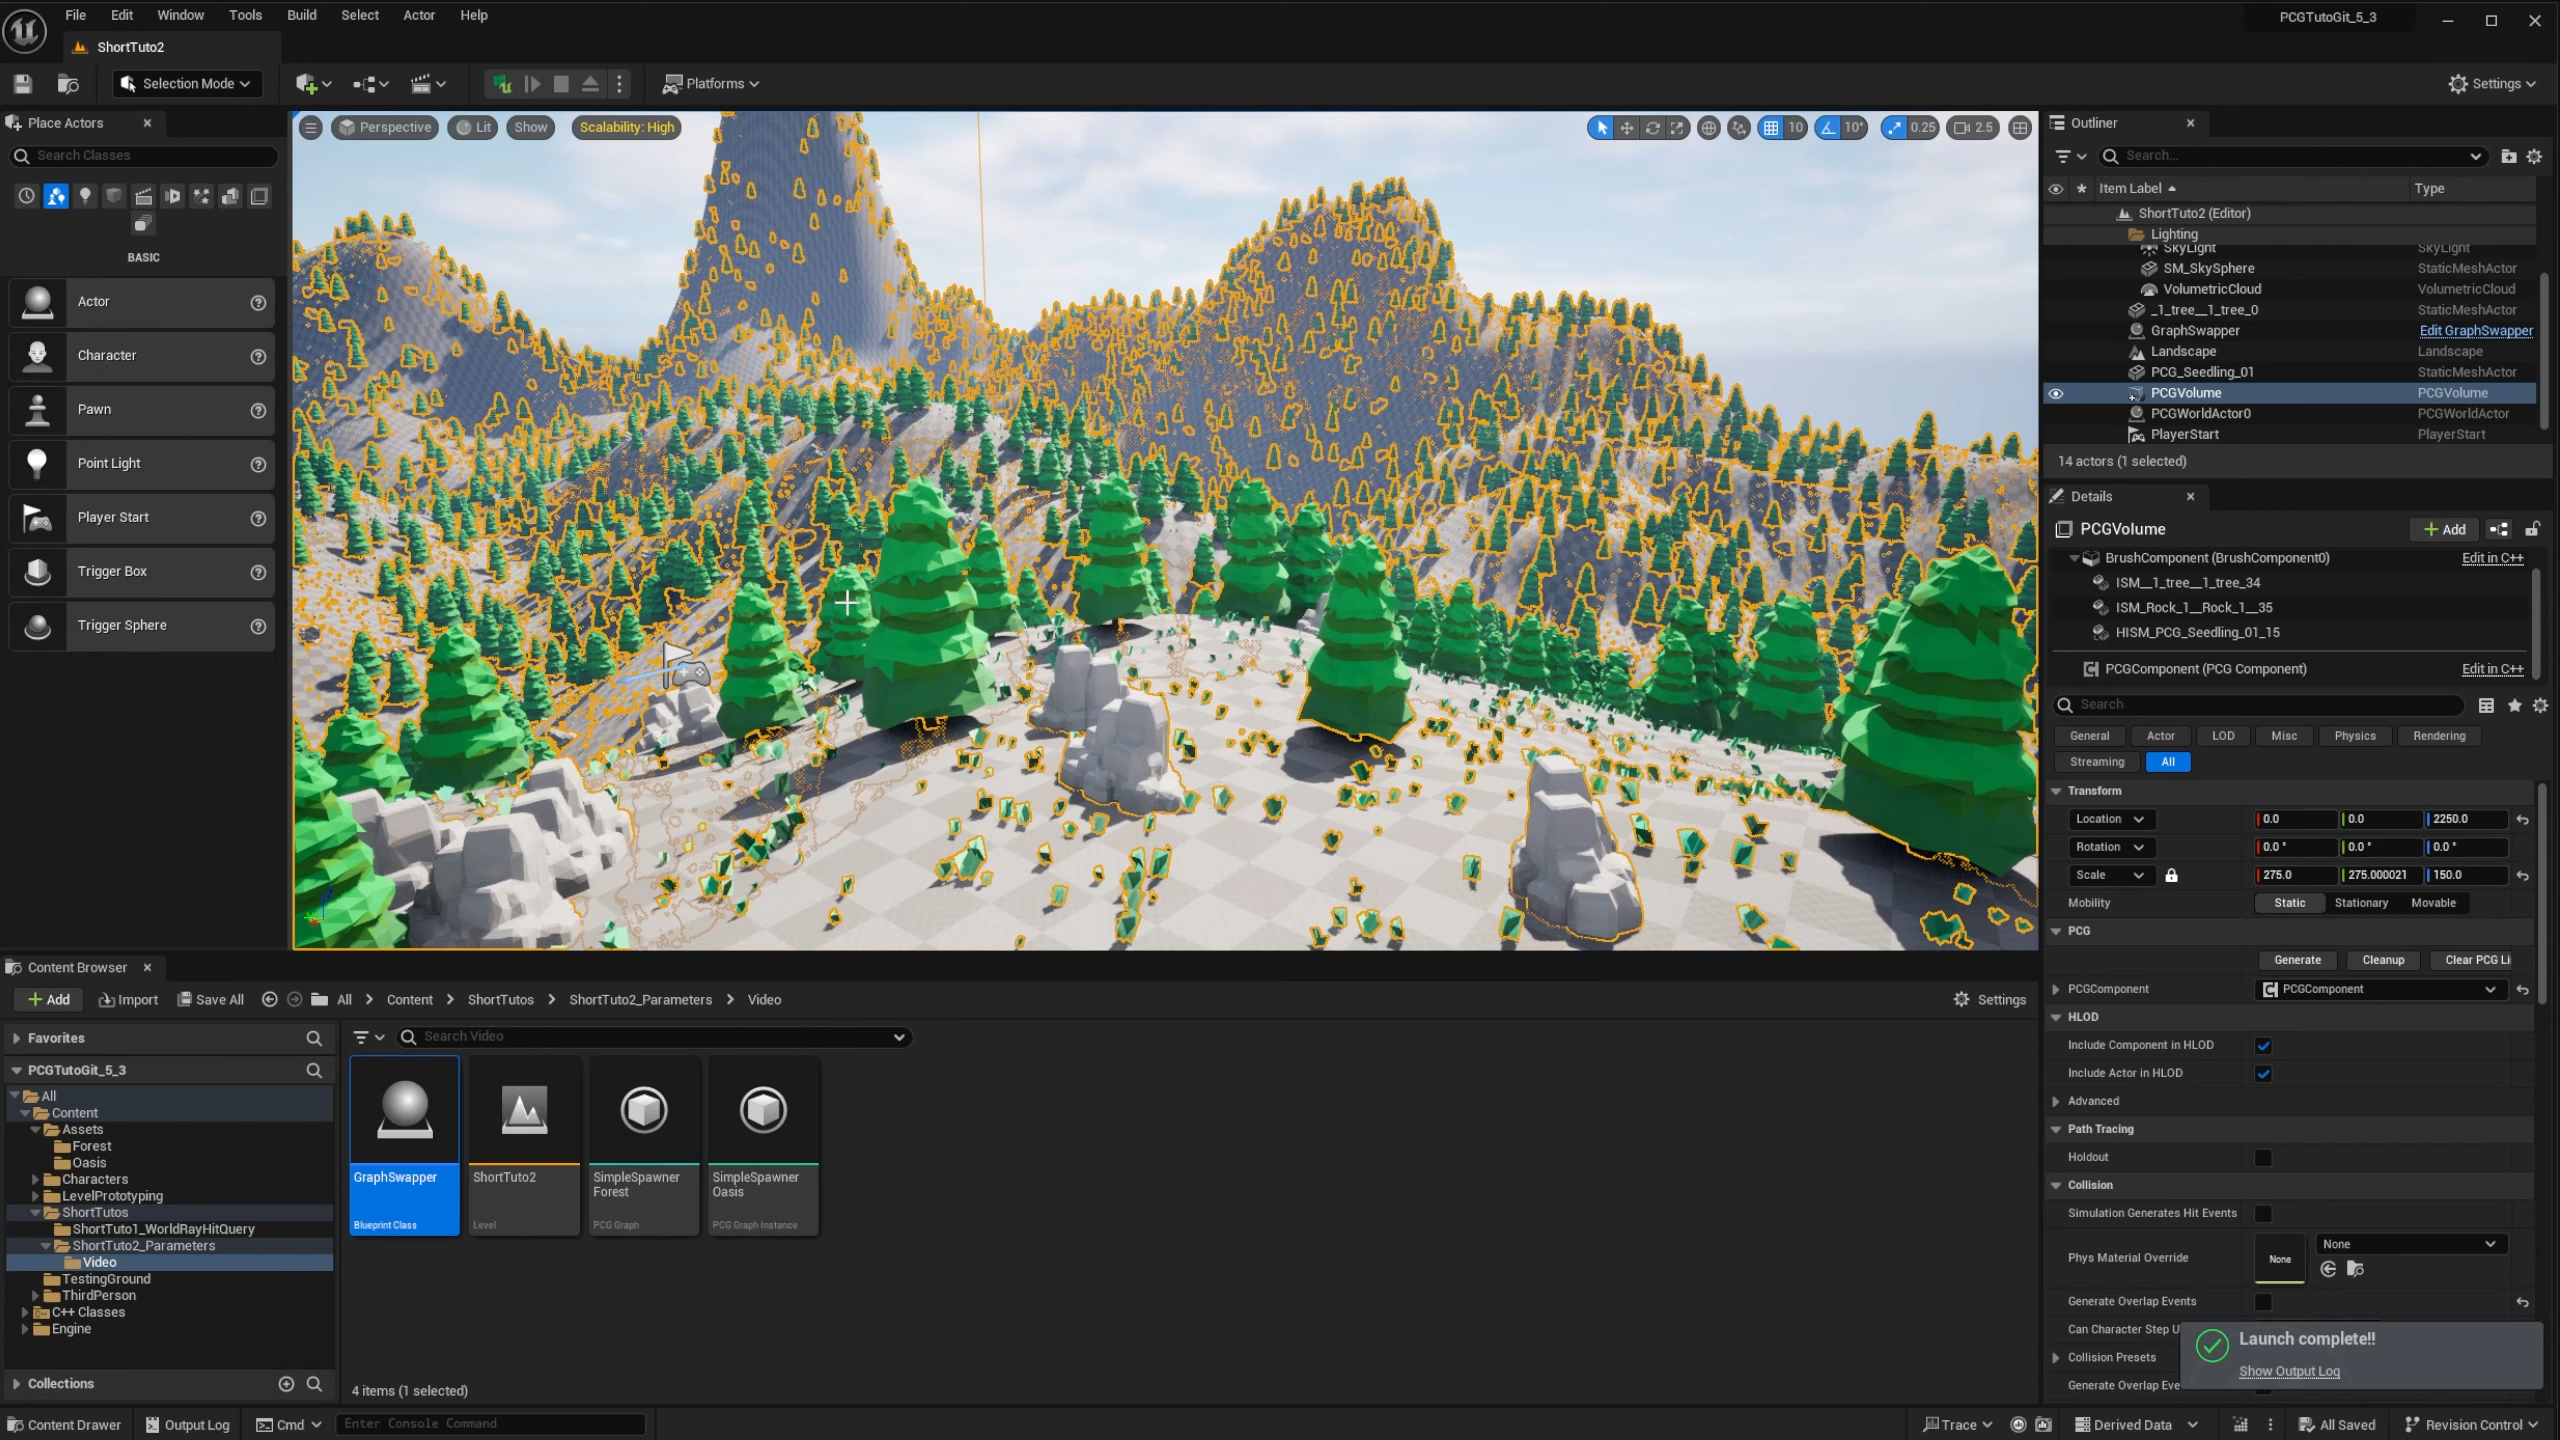 File Edit Window Tools Build Select Actor Help
PCGTutoGit_5_3
ShortTuto2
Selection Mode
Platforms
Settings
Place Actors
Search Classes
BASIC
Actor
Character
Pawn
Point Light
Player Start
Trigger Box
Trigger Sphere
Perspective
Lit
Show
Scalability: High
10
10°
0.25
2.5
Outliner
Search...
Item Label Type
ShortTuto2 (Editor)
Lighting
SkyLight SkyLight
SM_SkySphere StaticMeshActor
VolumetricCloud VolumetricCloud
_1_tree__1_tree_0 StaticMeshActor
GraphSwapper Edit GraphSwapper
Landscape Landscape
PCG_Seedling_01 StaticMeshActor
PCGVolume PCGVolume
PCGWorldActor0 PCGWorldActor
PlayerStart PlayerStart
14 actors (1 selected)
Details
PCGVolume
Add
BrushComponent (BrushComponent0) Edit in C++
ISM__1_tree__1_tree_34
ISM_Rock_1__Rock_1__35
HISM_PCG_Seedling_01_15
PCGComponent (PCG Component) Edit in C++
Search
General Actor LOD Misc Physics Rendering
Streaming All
Transform
Location 0.0 0.0 2250.0
Rotation 0.0 ° 0.0 ° 0.0 °
Scale 275.0 275.000021 150.0
Mobility Static Stationary Movable
PCG
Generate Cleanup Clear PCG Li
PCGComponent PCGComponent
HLOD
Include Component in HLOD
Include Actor in HLOD
Advanced
Path Tracing
Holdout
Collision
Simulation Generates Hit Events
Phys Material Override None None
Generate Overlap Events
Can Character Step U
Collision Presets
Generate Overlap Eve
Launch complete!!
Show Output Log
Content Browser
Add Import Save All All > Content > ShortTutos > ShortTuto2_Parameters > Video
Settings
Favorites
PCGTutoGit_5_3
All
Content
Assets
Forest
Oasis
Characters
LevelPrototyping
ShortTutos
ShortTuto1_WorldRayHitQuery
ShortTuto2_Parameters
Video
TestingGround
ThirdPerson
C++ Classes
Engine
Collections
Search Video
GraphSwapper
Blueprint Class
ShortTuto2
Level
SimpleSpawner
Forest
PCG Graph
SimpleSpawner
Oasis
PCG Graph Instance
4 items (1 selected)
Content Drawer Output Log Cmd Enter Console Command
Trace Derived Data All Saved Revision Control